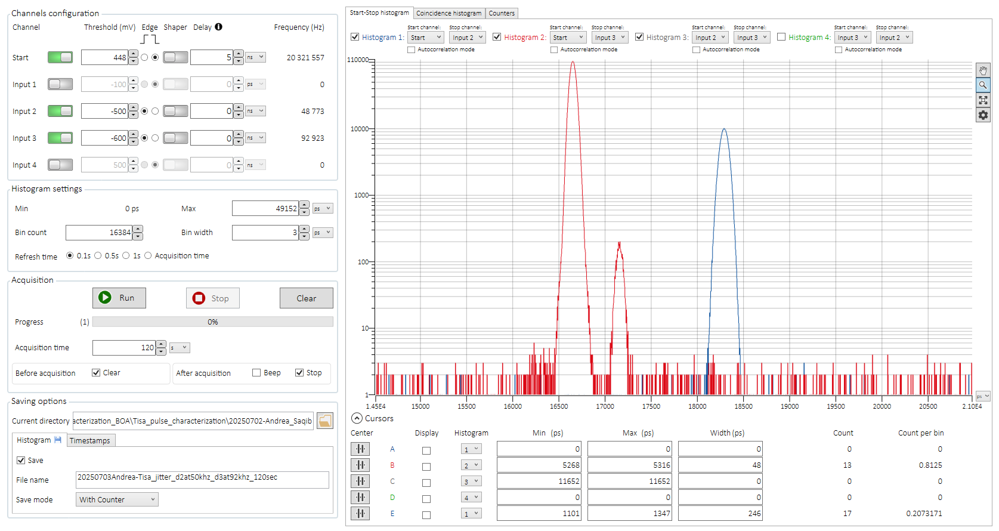 Channels configuration
Channel Threshold (mV) Edge Shaper Delay Frequency (Hz)
Start 448 5 ns 20 321 557
Input 1 -100 0 ps 0
Input 2 -500 0 ns 48 773
Input 3 -600 0 ns 92 923
Input 4 500 0 ns 0
Histogram settings
Min 0 ps Max 49152 ps
Bin count 16384 Bin width 3 ps
Refresh time 0.1s 0.5s 1s Acquisition time
Acquisition
Run Stop Clear
Progress (1) 0%
Acquisition time 120 s
Before acquisition Clear After acquisition Beep Stop
Saving options
Current directory acterization_BOA\Tisa_pulse_characterization\20250702-Andrea_Saqib
Histogram Timestamps
Save
File name 20250703Andrea-Tisa_jitter_d2at50khz_d3at92khz_120sec
Save mode With Counter
Start-Stop histogram Coincidence histogram Counters
Start channel: Stop channel: Start channel: Stop channel: Start channel: Stop channel: Start channel: Stop channel:
Histogram 1: Start Input 2 Histogram 2: Start Input 3 Histogram 3: Input 2 Input 3 Histogram 4: Input 3 Input 2
Autocorrelation mode Autocorrelation mode Autocorrelation mode Autocorrelation mode
110000
10000
1000
100
10
1
ps
1.45E4 15000 15500 16000 16500 17000 17500 18000 18500 19000 19500 20000 20500 2.10E4
Cursors
Center Display Histogram Min (ps) Max (ps) Width (ps) Count Count per bin
A 1 0 0 0 0 0
B 2 5268 5316 48 13 0.8125
C 3 11652 11652 0 0 0
D 4 0 0 0 0 0
E 1 1101 1347 246 17 0.2073171